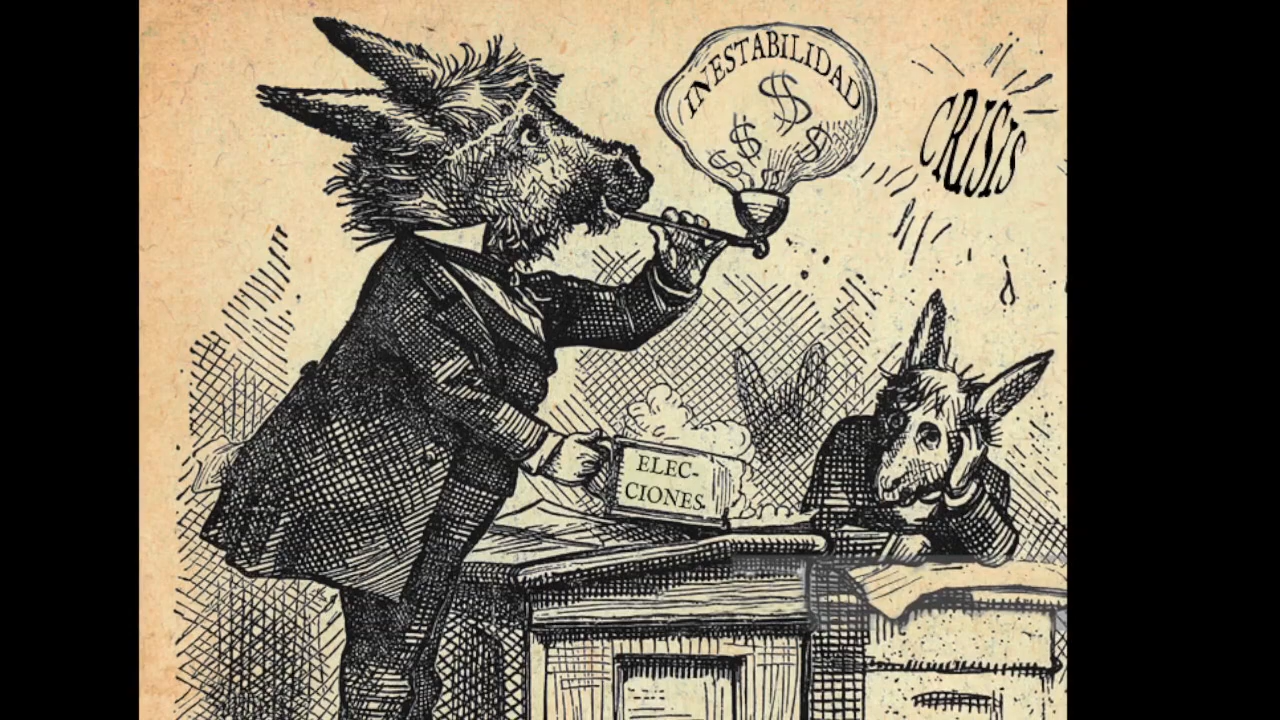 INESTABILIDAD
$ $ $ $
CRISIS
ELEC-
CIONES